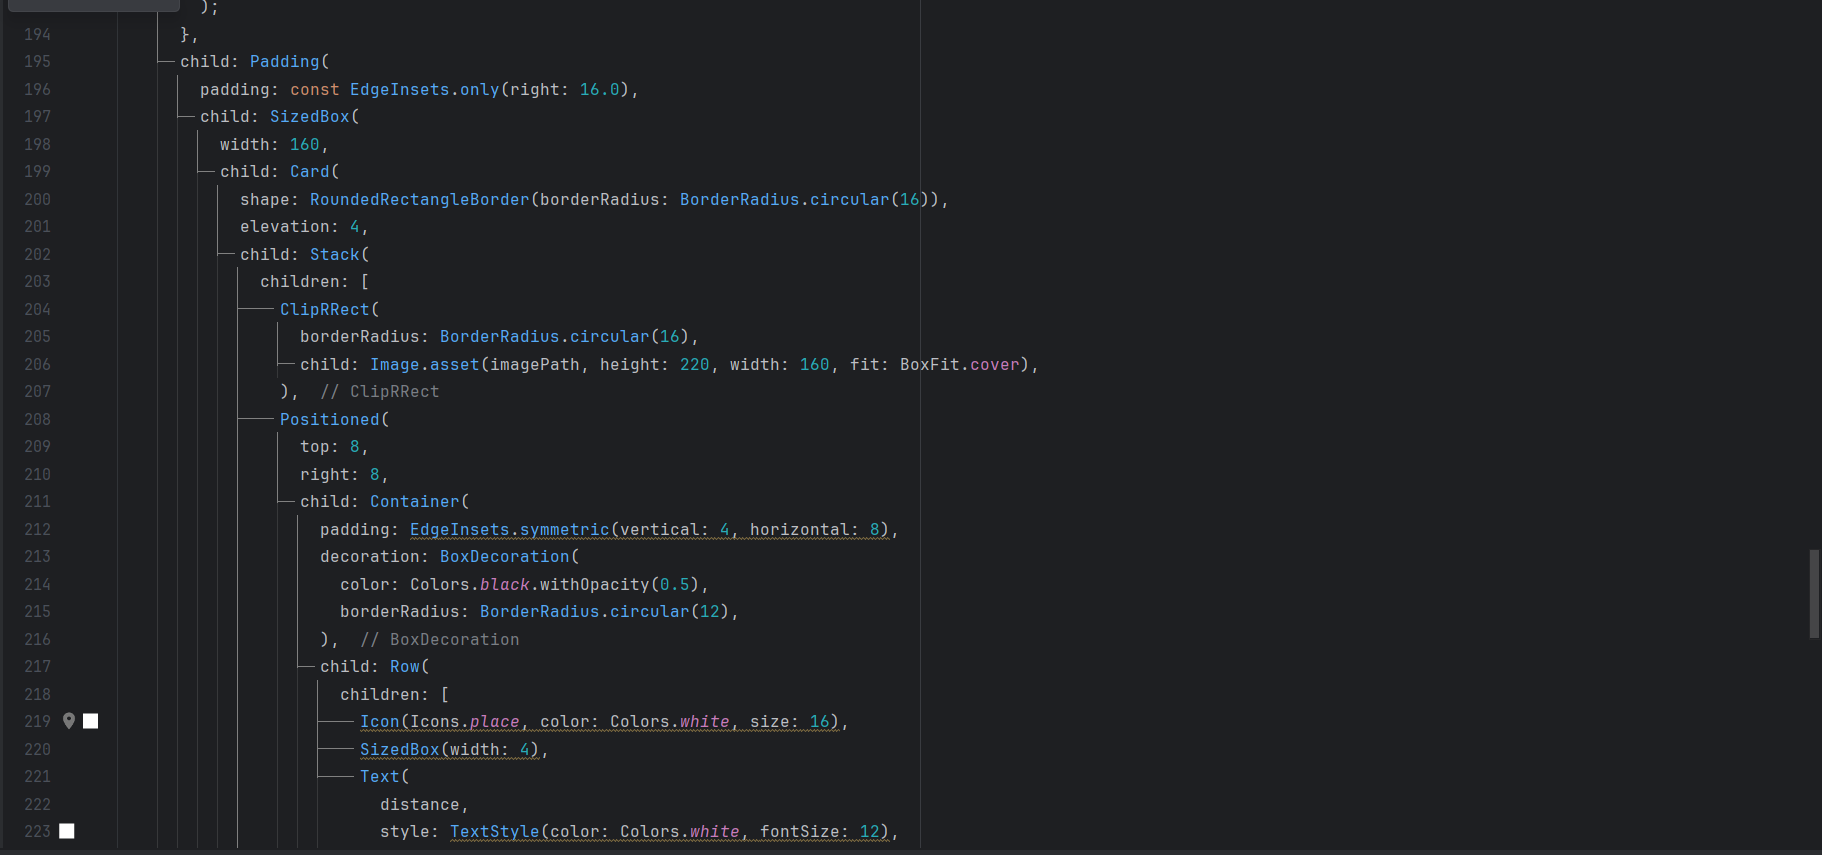 );
194 },
195 child: Padding(
196 padding: const EdgeInsets.only(right: 16.0),
197 child: SizedBox(
198 width: 160,
199 child: Card(
200 shape: RoundedRectangleBorder(borderRadius: BorderRadius.circular(16)),
201 elevation: 4,
202 child: Stack(
203 children: [
204 ClipRRect(
205 borderRadius: BorderRadius.circular(16),
206 child: Image.asset(imagePath, height: 220, width: 160, fit: BoxFit.cover),
207 ), // ClipRRect
208 Positioned(
209 top: 8,
210 right: 8,
211 child: Container(
212 padding: EdgeInsets.symmetric(vertical: 4, horizontal: 8),
213 decoration: BoxDecoration(
214 color: Colors.black.withOpacity(0.5),
215 borderRadius: BorderRadius.circular(12),
216 ), // BoxDecoration
217 child: Row(
218 children: [
219 Icon(Icons.place, color: Colors.white, size: 16),
220 SizedBox(width: 4),
221 Text(
222 distance,
223 style: TextStyle(color: Colors.white, fontSize: 12),